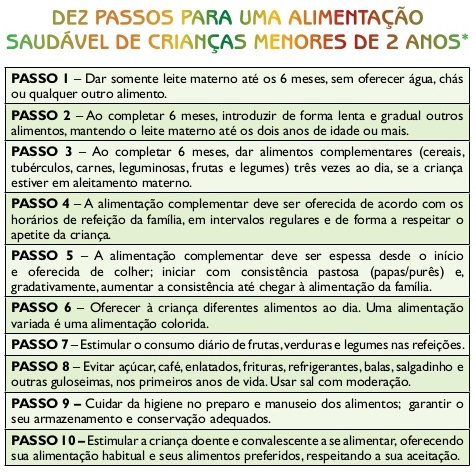 DEZ PASSOS PARA UMA ALIMENTAÇÃO
SAUDÁVEL DE CRIANÇAS MENORES DE 2 ANOS*
PASSO 1 – Dar somente leite materno até os 6 meses, sem oferecer água, chás
ou qualquer outro alimento.
PASSO 2 – Ao completar 6 meses, introduzir de forma lenta e gradual outros
alimentos, mantendo o leite materno até os dois anos de idade ou mais.
PASSO 3 – Ao completar 6 meses, dar alimentos complementares (cereais,
tubérculos, carnes, leguminosas, frutas e legumes) três vezes ao dia, se a criança
estiver em aleitamento materno.
PASSO 4 – A alimentação complementar deve ser oferecida de acordo com os
horários de refeição da família, em intervalos regulares e de forma a respeitar o
apetite da criança.
PASSO 5 – A alimentação complementar deve ser espessa desde o início
e oferecida de colher; iniciar com consistência pastosa (papas/purês) e,
gradativamente, aumentar a consistência até chegar à alimentação da família.
PASSO 6 – Oferecer à criança diferentes alimentos ao dia. Uma alimentação
variada é uma alimentação colorida.
PASSO 7 – Estimular o consumo diário de frutas, verduras e legumes nas refeições.
PASSO 8 – Evitar açúcar, café, enlatados, frituras, refrigerantes, balas, salgadinho e
outras guloseimas, nos primeiros anos de vida. Usar sal com moderação.
PASSO 9 – Cuidar da higiene no preparo e manuseio dos alimentos; garantir o
seu armazenamento e conservação adequados.
PASSO 10 – Estimular a criança doente e convalescente a se alimentar, oferecendo
sua alimentação habitual e seus alimentos preferidos, respeitando a sua aceitação.